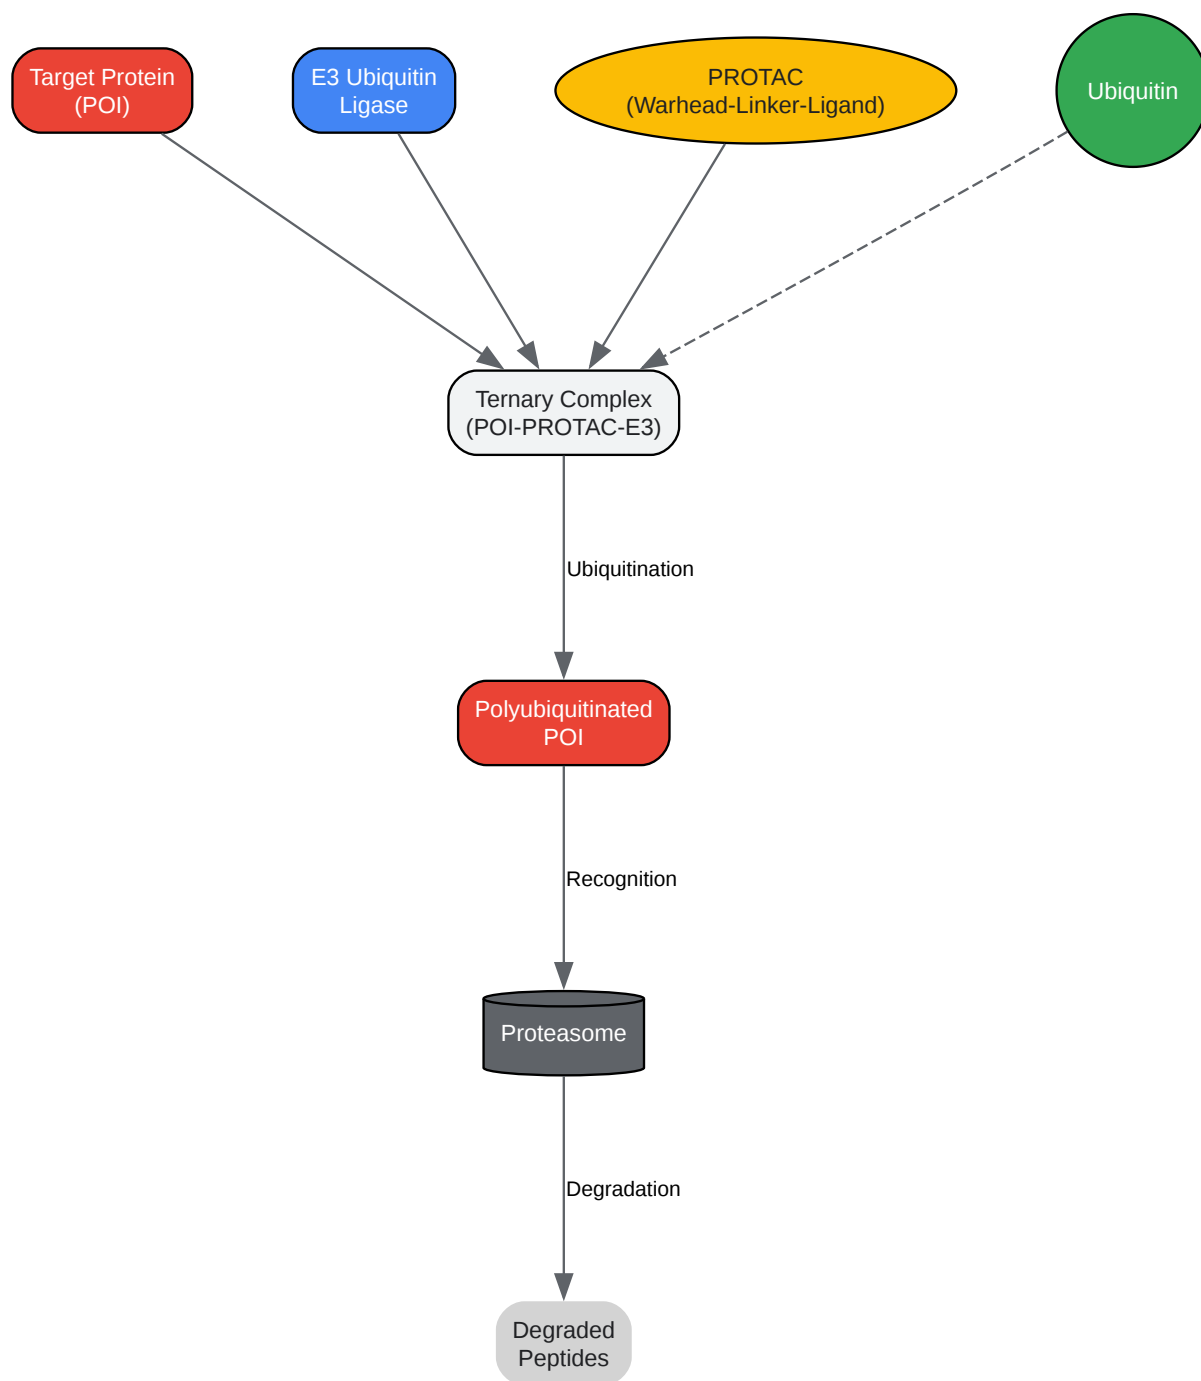 Target Protein
(POI)
E3 Ubiquitin
Ligase
PROTAC
(Warhead-Linker-Ligand)
Ubiquitin
Ternary Complex
(POI-PROTAC-E3)
Ubiquitination
Polyubiquitinated
POI
Recognition
Proteasome
Degradation
Degraded
Peptides